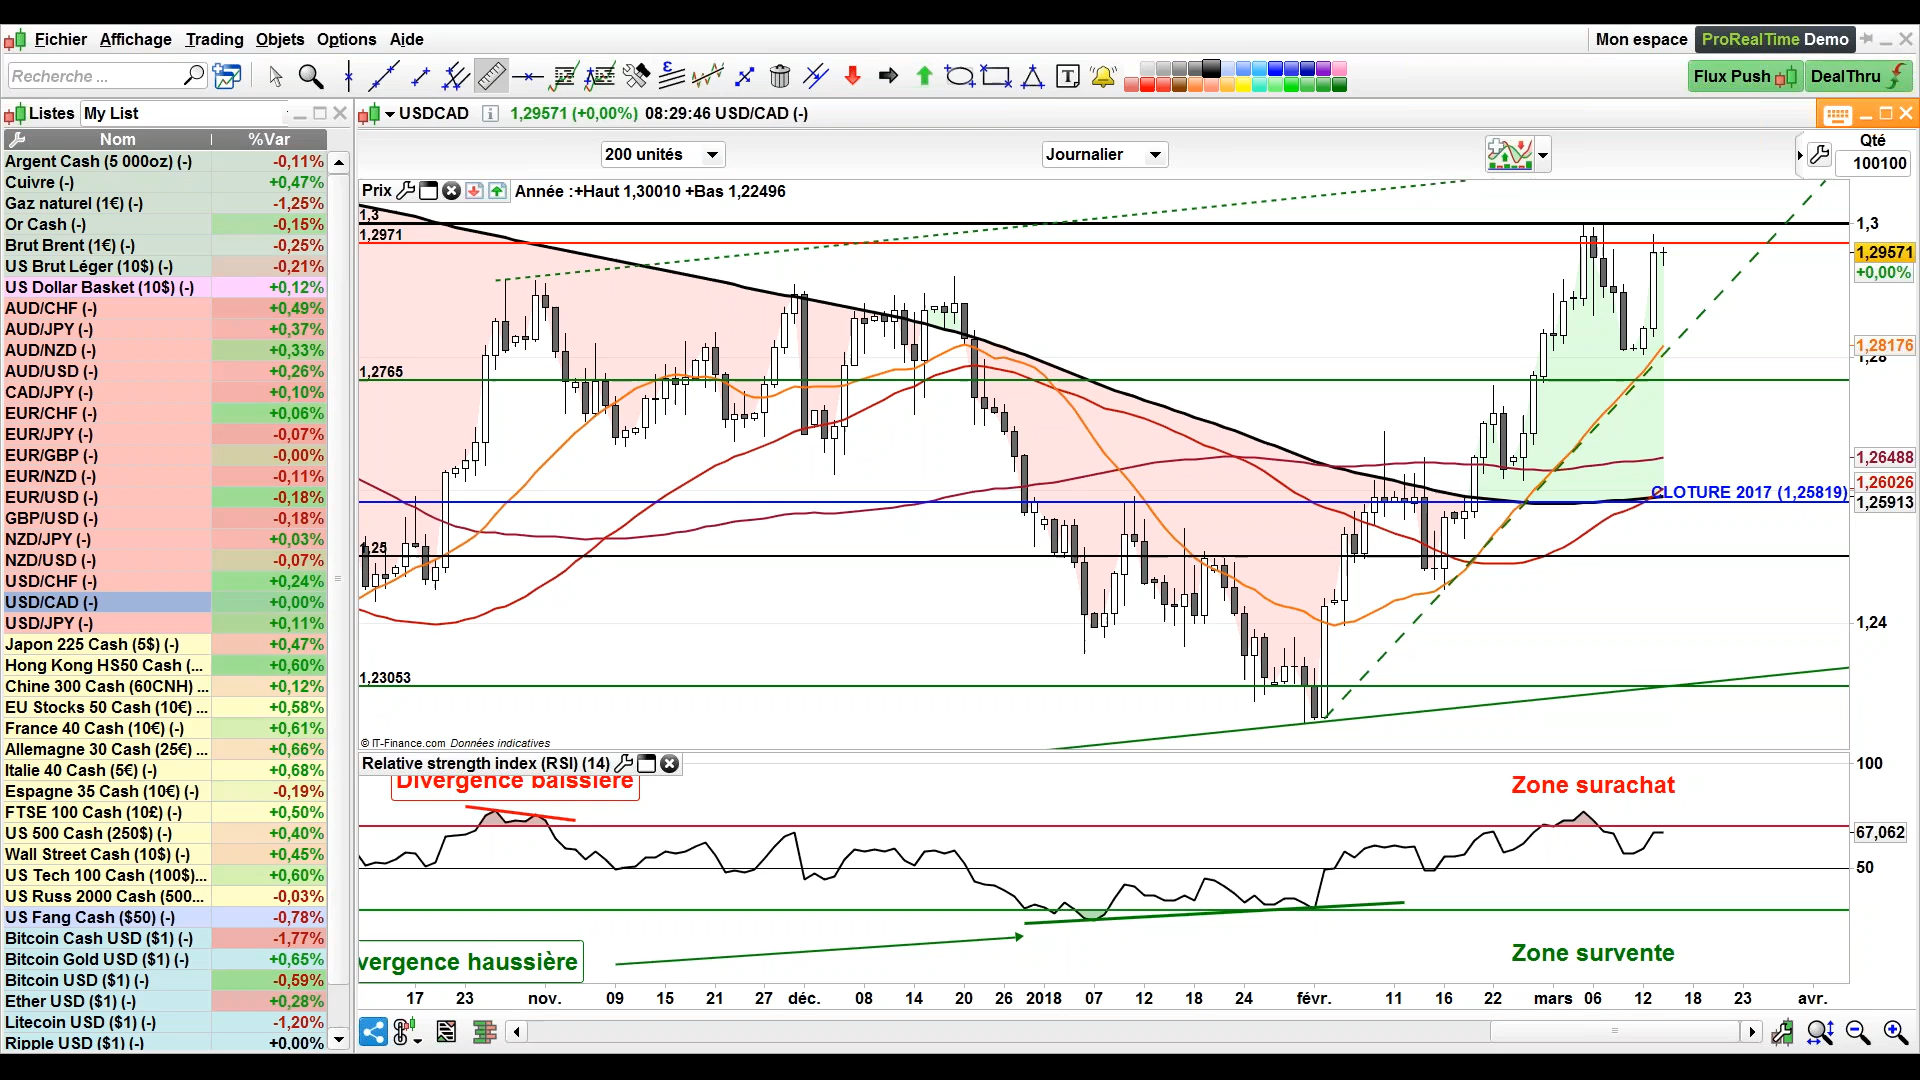 Fichier Affichage Trading Objets Options Aide
Mon espace ProRealTime Demo
Recherche ...
Flux Push DealThru
Listes My List
USDCAD 1,29571 (+0,00%) 08:29:46 USD/CAD (-)
Nom %Var
200 unités Journalier Qté
100100
Prix Année :+Haut 1,30010 +Bas 1,22496
Argent Cash (5 000oz) (-) -0,11%
Cuivre (-) +0,47%
Gaz naturel (1€) (-) -1,25%
Or Cash (-) -0,15%
Brut Brent (1€) (-) -0,25%
US Brut Léger (10$) (-) -0,21%
US Dollar Basket (10$) (-) +0,12%
AUD/CHF (-) +0,49%
AUD/JPY (-) +0,37%
AUD/NZD (-) +0,33%
AUD/USD (-) +0,26%
CAD/JPY (-) +0,10%
EUR/CHF (-) +0,06%
EUR/JPY (-) -0,07%
EUR/GBP (-) -0,00%
EUR/NZD (-) -0,11%
EUR/USD (-) -0,18%
GBP/USD (-) -0,18%
NZD/JPY (-) +0,03%
NZD/USD (-) -0,07%
USD/CHF (-) +0,24%
USD/CAD (-) +0,00%
USD/JPY (-) +0,11%
Japon 225 Cash (5$) (-) +0,47%
Hong Kong HS50 Cash (... +0,60%
Chine 300 Cash (60CNH) ... +0,12%
EU Stocks 50 Cash (10€) ... +0,58%
France 40 Cash (10€) (-) +0,61%
Allemagne 30 Cash (25€) ... +0,66%
Italie 40 Cash (5€) (-) +0,68%
Espagne 35 Cash (10€) (-) -0,19%
FTSE 100 Cash (10£) (-) +0,50%
US 500 Cash (250$) (-) +0,40%
Wall Street Cash (10$) (-) +0,45%
US Tech 100 Cash (100$)... +0,60%
US Russ 2000 Cash (500... -0,03%
US Fang Cash ($50) (-) -0,78%
Bitcoin Cash USD ($1) (-) -1,77%
Bitcoin Gold USD ($1) (-) +0,65%
Bitcoin USD ($1) (-) -0,59%
Ether USD ($1) (-) +0,28%
Litecoin USD ($1) (-) -1,20%
Ripple USD ($1) (-) +0,00%
1,3
1,2971
1,2765
1,25
1,23053
CLOTURE 2017 (1,25819)
1,3
1,29571
+0,00%
1,28176
1,28
1,26488
1,26026
1,25913
1,24
© IT-Finance.com Données indicatives
Relative strength index (RSI) (14)
Divergence baissière
Zone surachat
100
67,062
50
vergence haussière
Zone survente
17 23 nov. 09 15 21 27 déc. 08 14 20 26 2018 07 12 18 24 févr. 11 16 22 mars 06 12 18 23 avr.